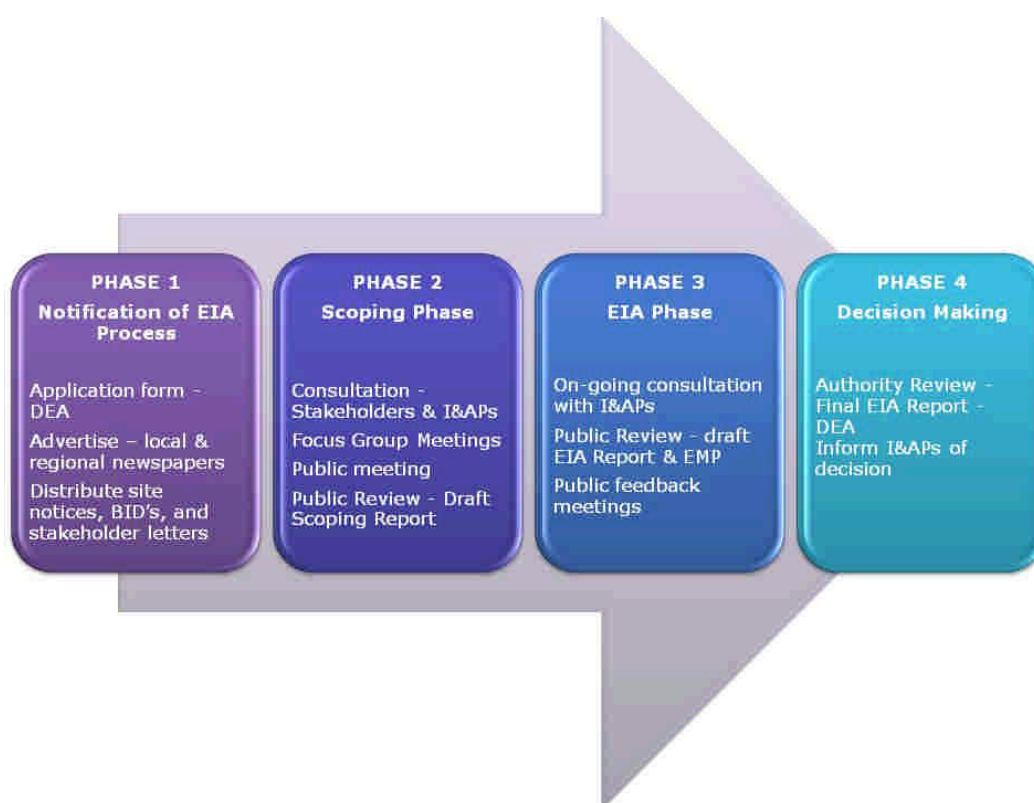 PHASE 1
Notification of EIA
Process
Application form -
DEA
Advertise – local &
regional newspapers
Distribute site
notices, BID's, and
stakeholder letters
PHASE 2
Scoping Phase
Consultation -
Stakeholders & I&APs
Focus Group Meetings
Public meeting
Public Review - Draft
Scoping Report
PHASE 3
EIA Phase
On-going consultation
with I&APs
Public Review - draft
EIA Report & EMP
Public feedback
meetings
PHASE 4
Decision Making
Authority Review -
Final EIA Report -
DEA
Inform I&APs of
decision